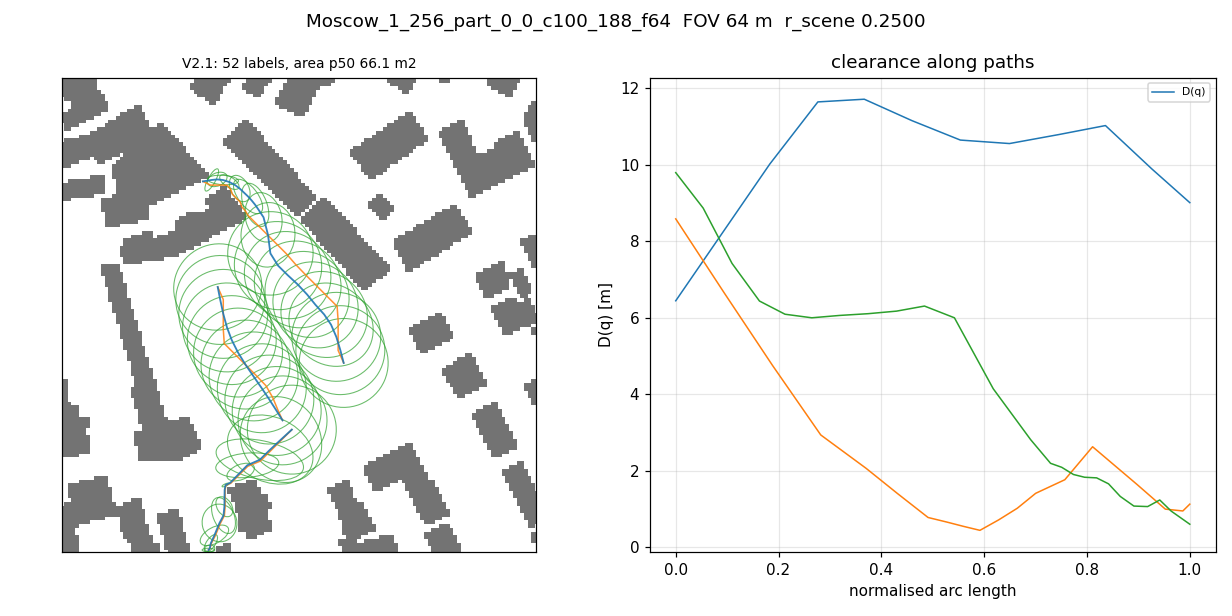 Moscow_1_256_part_0_0_c100_188_f64  FOV 64 m  r_scene 0.2500
V2.1: 52 labels, area p50 66.1 m2
clearance along paths
D(q)
12
10
8
6
4
2
0
D(q) [m]
0.0 0.2 0.4 0.6 0.8 1.0
normalised arc length